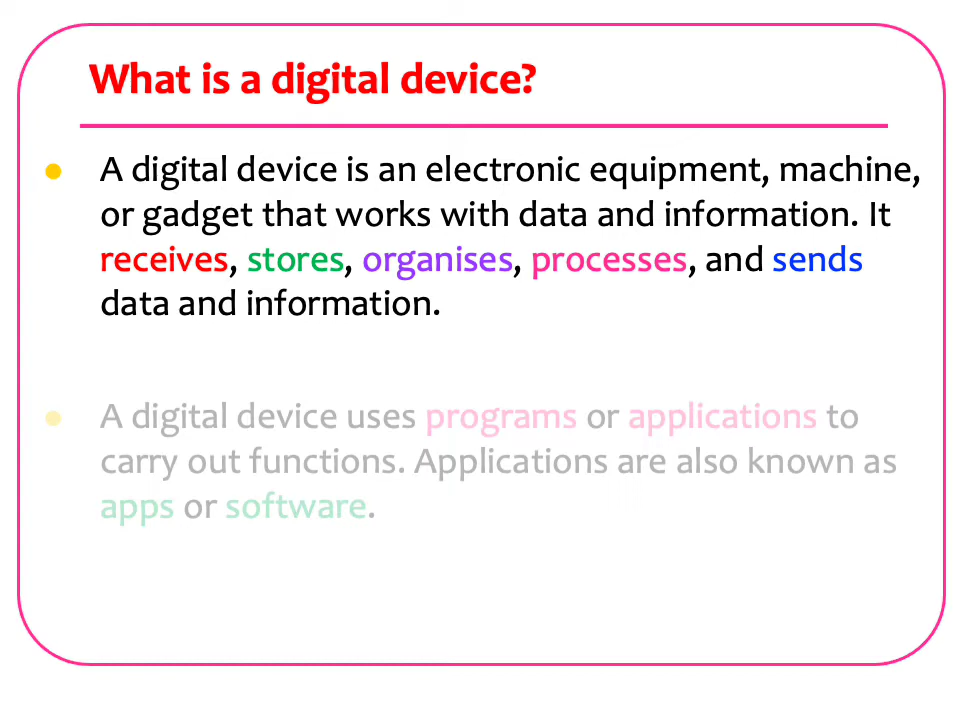 What is a digital device?
A digital device is an electronic equipment, machine,
or gadget that works with data and information. It
receives, stores, organises, processes, and sends
data and information.
A digital device uses programs or applications to
carry out functions. Applications are also known as
apps or software.